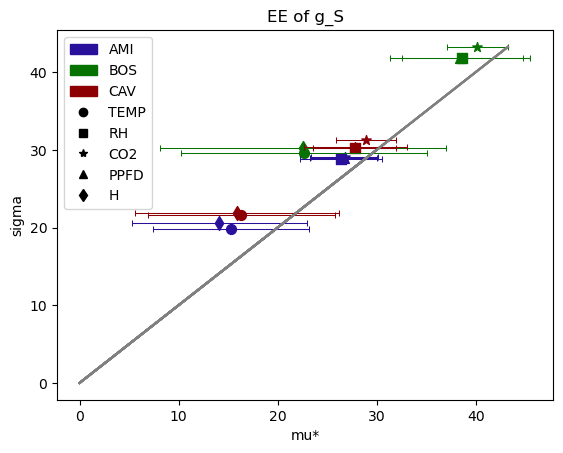 EE of g_S
AMI
BOS
CAV
TEMP
RH
CO2
PPFD
H
sigma
40
30
20
10
0
0 10 20 30 40
mu*